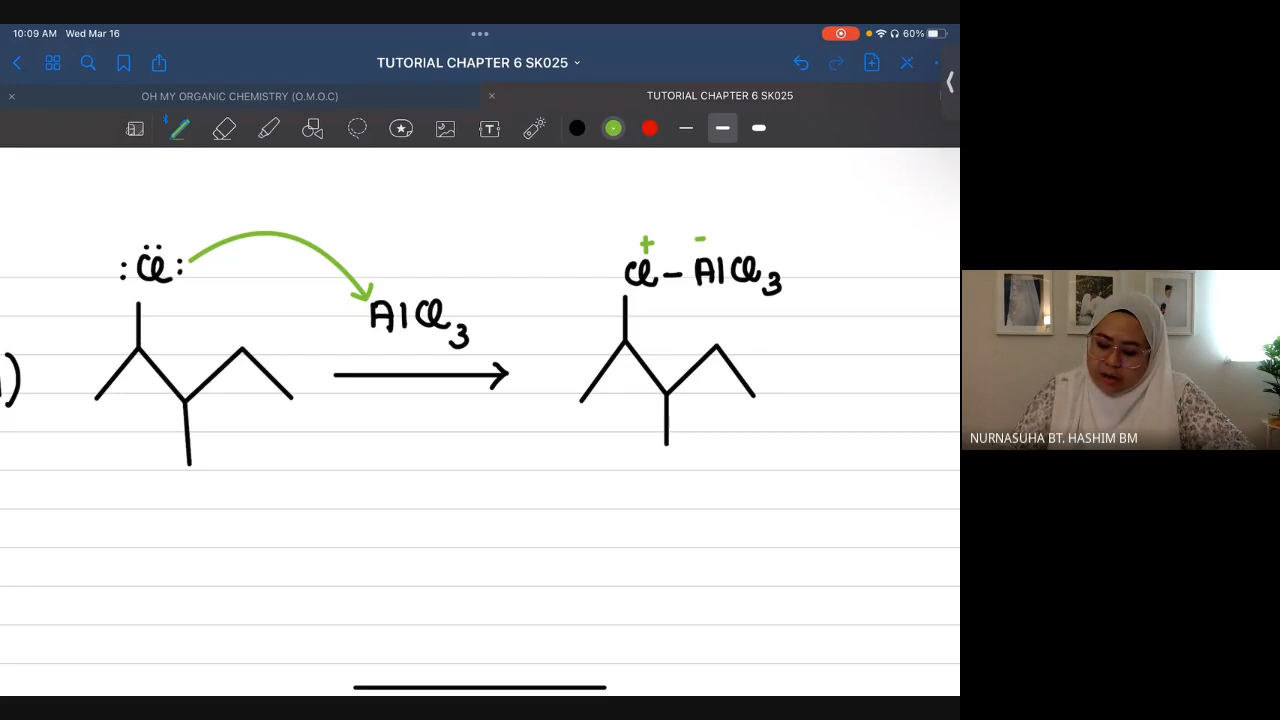 10:09 AM Wed Mar 16
60%
TUTORIAL CHAPTER 6 SK025
OH MY ORGANIC CHEMISTRY (O.M.O.C)
TUTORIAL CHAPTER 6 SK025
T
:C̈l:
AlCl₃
+ -
Cl - AlCl₃
)
NURNASUHA BT. HASHIM BM